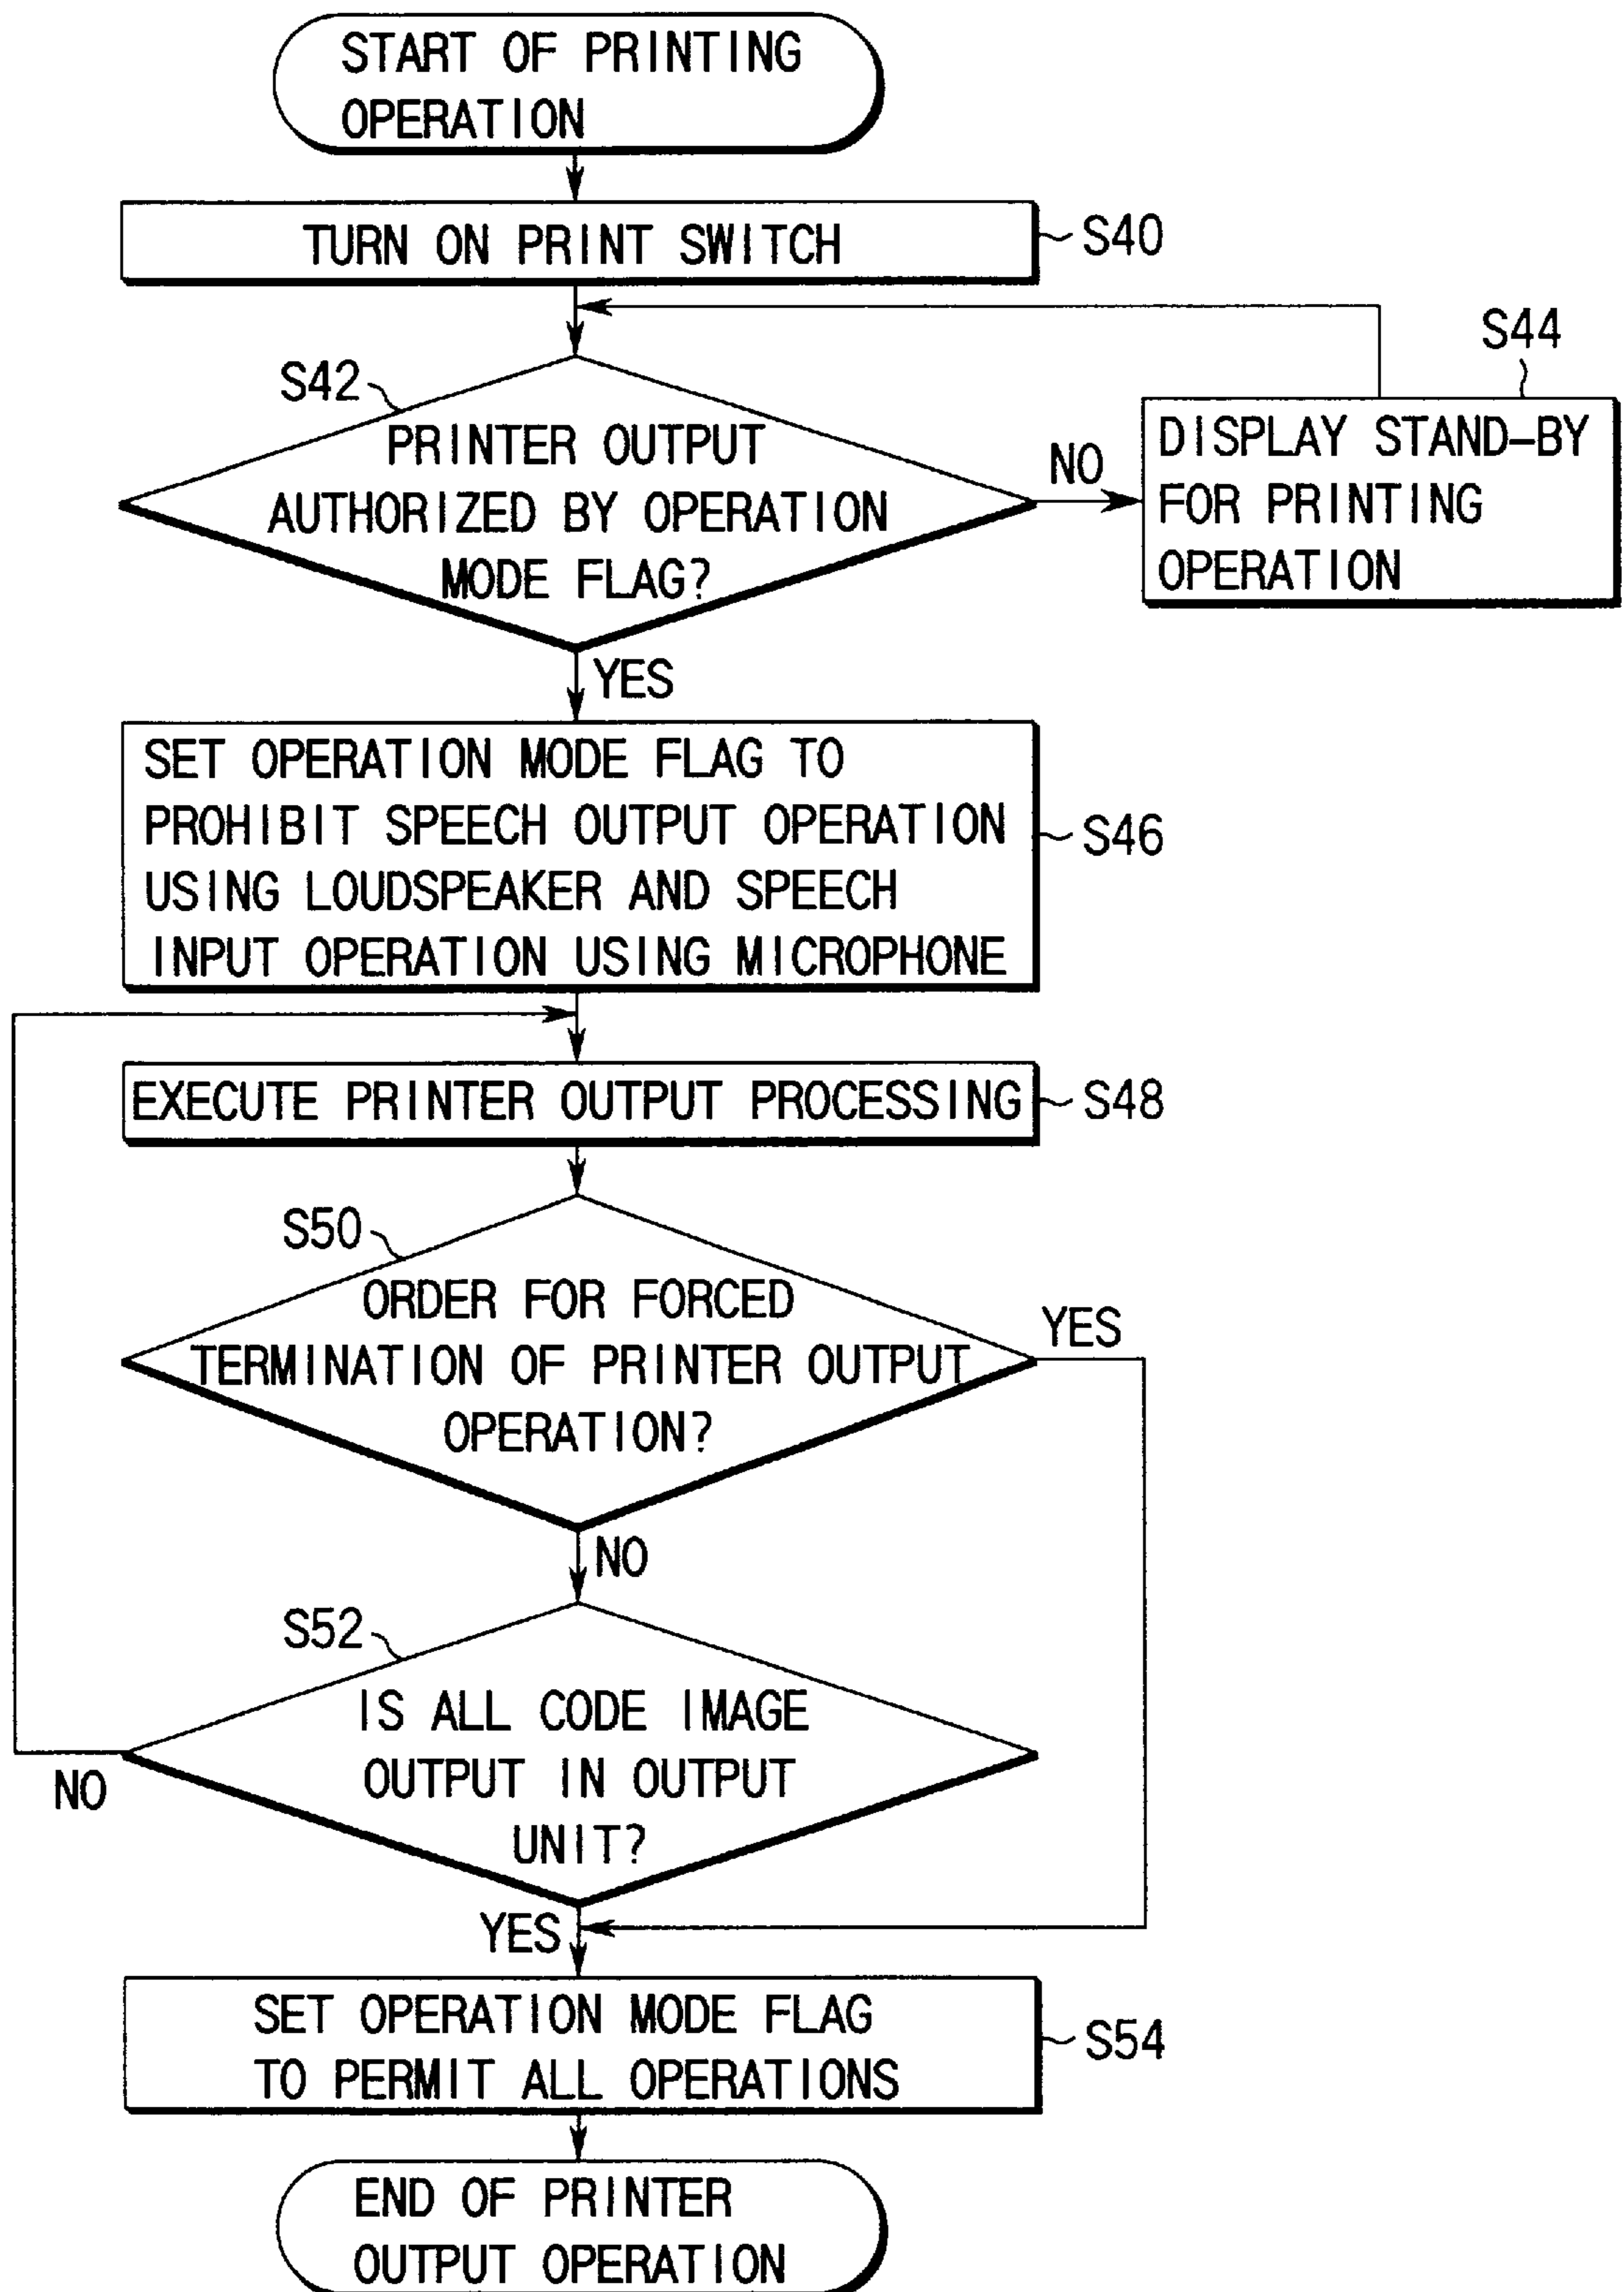 START OF PRINTING
OPERATION
TURN ON PRINT SWITCH
S40
S44
S42
PRINTER OUTPUT
AUTHORIZED BY OPERATION
MODE FLAG?
NO
DISPLAY STAND-BY
FOR PRINTING
OPERATION
YES
SET OPERATION MODE FLAG TO
PROHIBIT SPEECH OUTPUT OPERATION
USING LOUDSPEAKER AND SPEECH
INPUT OPERATION USING MICROPHONE
S46
EXECUTE PRINTER OUTPUT PROCESSING
S48
S50
ORDER FOR FORCED
TERMINATION OF PRINTER OUTPUT
OPERATION?
YES
NO
S52
IS ALL CODE IMAGE
OUTPUT IN OUTPUT
UNIT?
NO
YES
SET OPERATION MODE FLAG
TO PERMIT ALL OPERATIONS
S54
END OF PRINTER
OUTPUT OPERATION